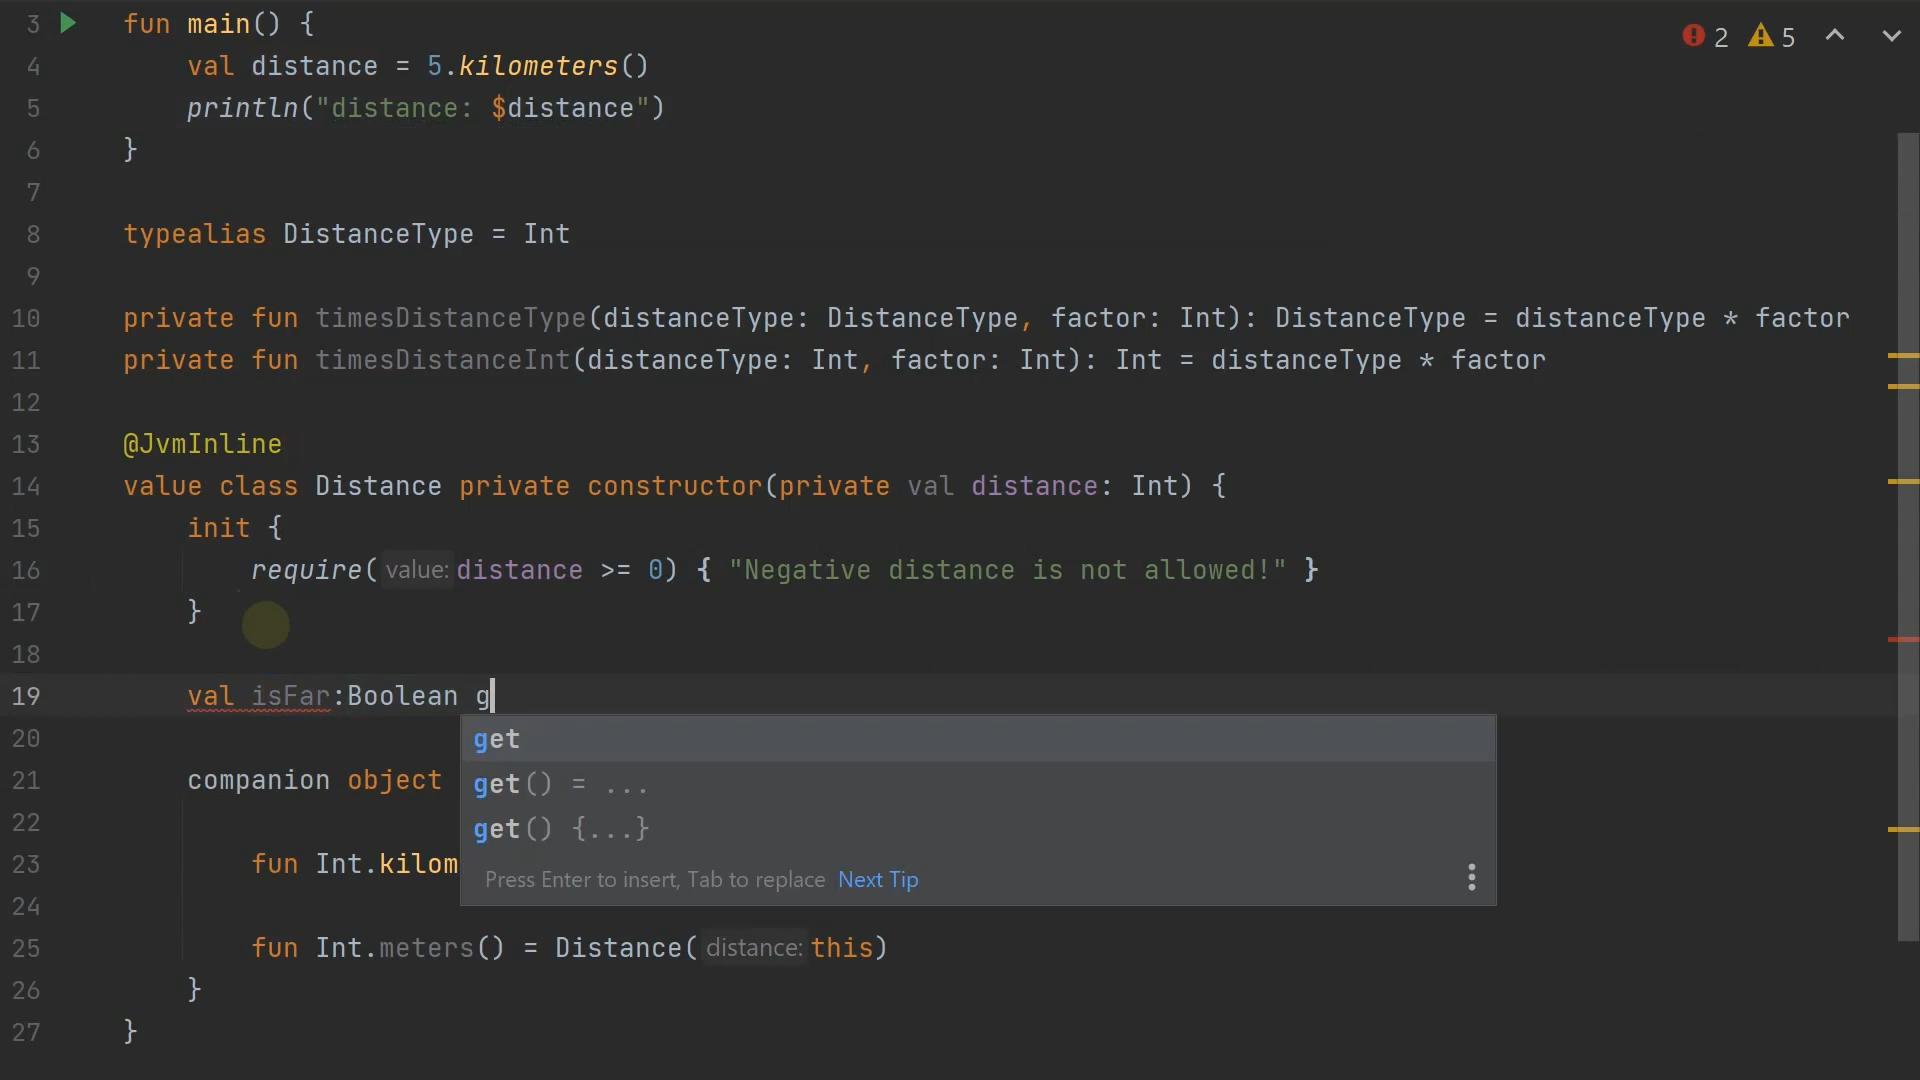 3 fun main() {
2 5
4 val distance = 5.kilometers()
5 println("distance: $distance")
6 }
7
8 typealias DistanceType = Int
9
10 private fun timesDistanceType(distanceType: DistanceType, factor: Int): DistanceType = distanceType * factor
11 private fun timesDistanceInt(distanceType: Int, factor: Int): Int = distanceType * factor
12
13 @JvmInline
14 value class Distance private constructor(private val distance: Int) {
15 init {
16 require( value: distance >= 0) { "Negative distance is not allowed!" }
17 }
18
19 val isFar:Boolean g
20 get
21 companion object get() = ...
22 get() {...}
23 fun Int.kilom Press Enter to insert, Tab to replace Next Tip
24
25 fun Int.meters() = Distance( distance: this)
26 }
27 }